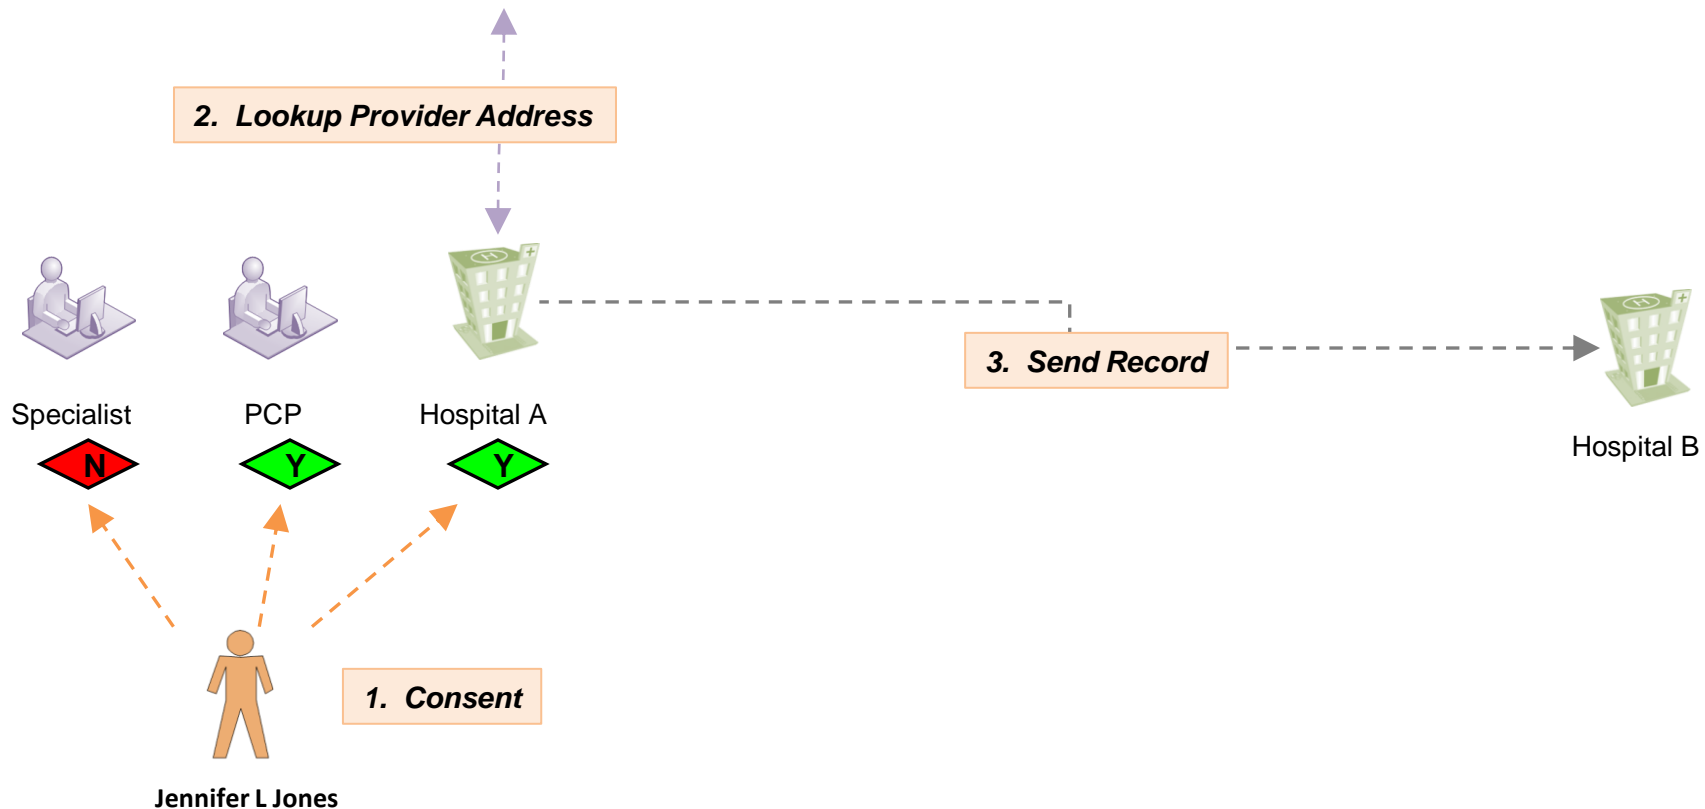 2. Lookup Provider Address
3. Send Record
Specialist
PCP
Hospital A
Hospital B
N
Y
Y
1. Consent
Jennifer L Jones